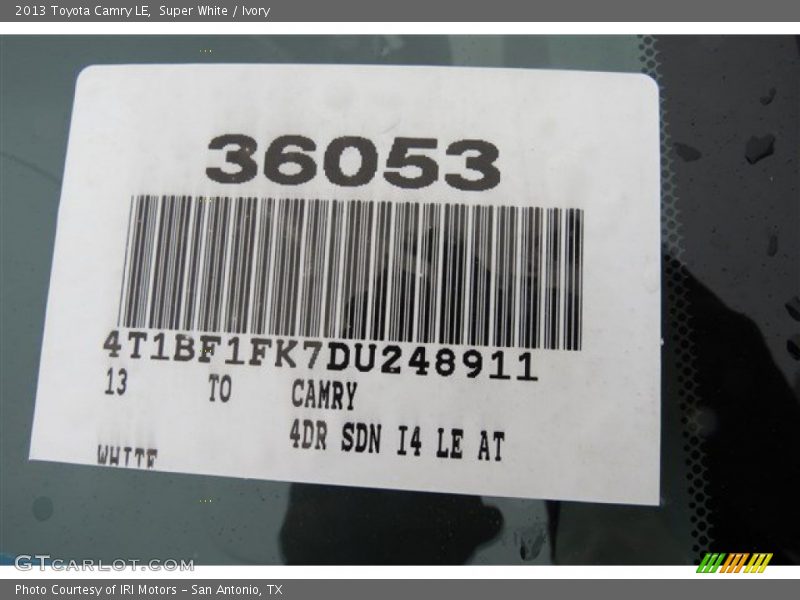 2013 Toyota Camry LE, Super White / Ivory
36053
4T1BF1FK7DU248911
13 TO CAMRY
4DR SDN I4 LE AT
WHITE
GTcarlot.com
Photo Courtesy of IRI Motors – San Antonio, TX